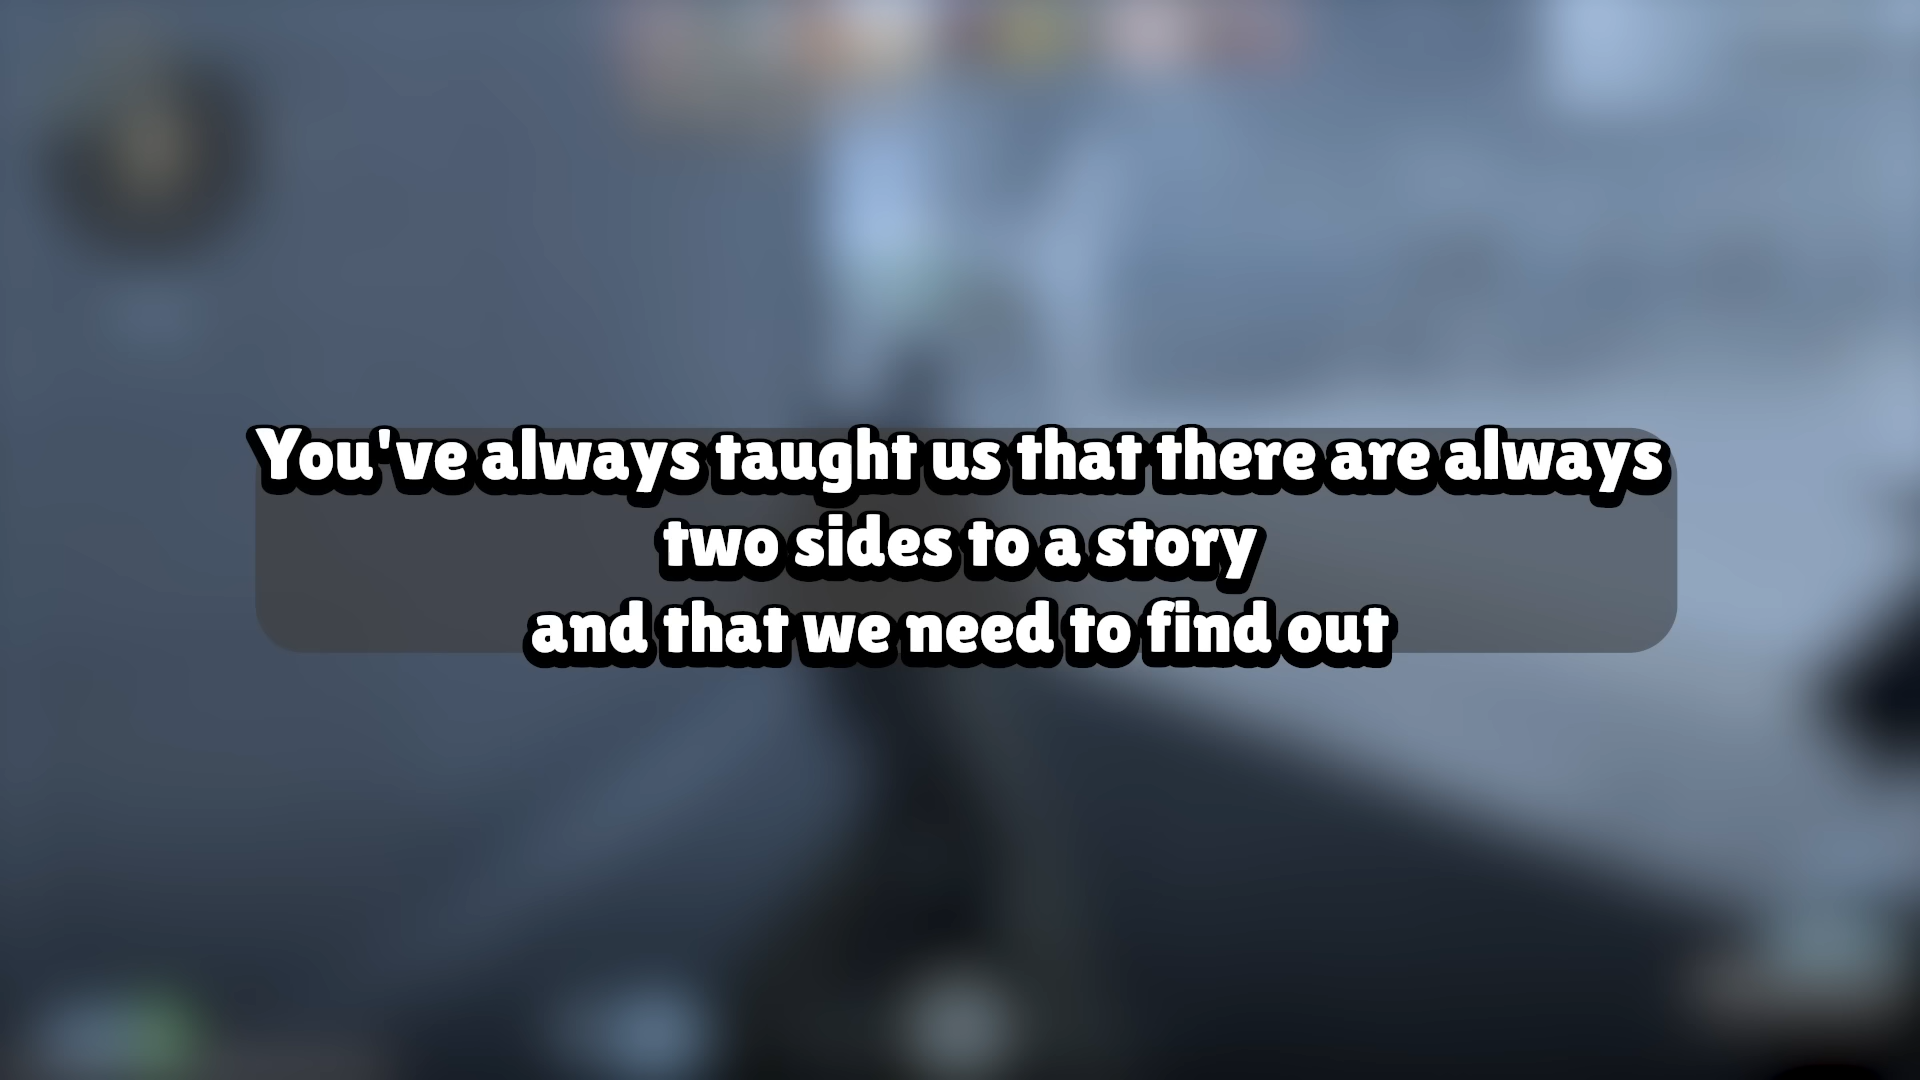 You've always taught us that there are always
two sides to a story
and that we need to find out